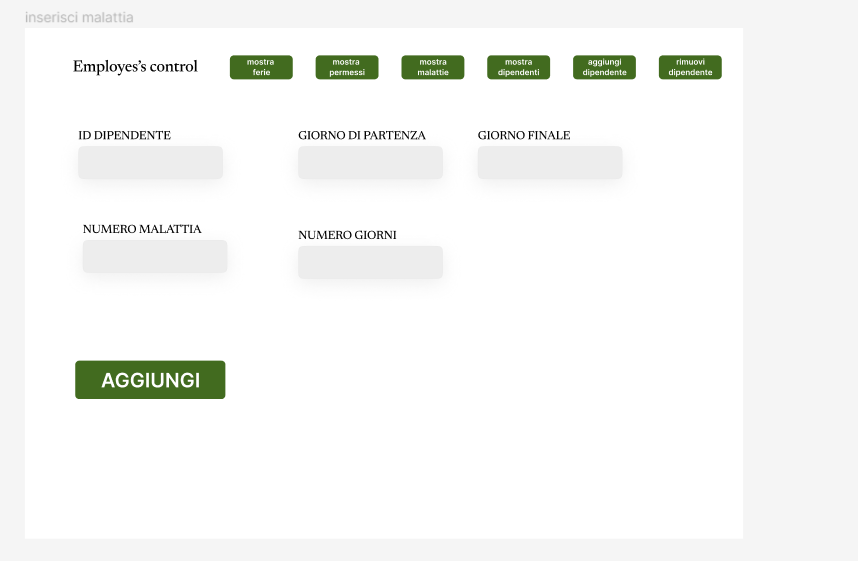 inserisci malattia
Employes's control
mostra
ferie
mostra
permessi
mostra
malattie
mostra
dipendenti
aggiungi
dipendente
rimuovi
dipendente
ID DIPENDENTE
GIORNO DI PARTENZA
GIORNO FINALE
NUMERO MALATTIA
NUMERO GIORNI
AGGIUNGI